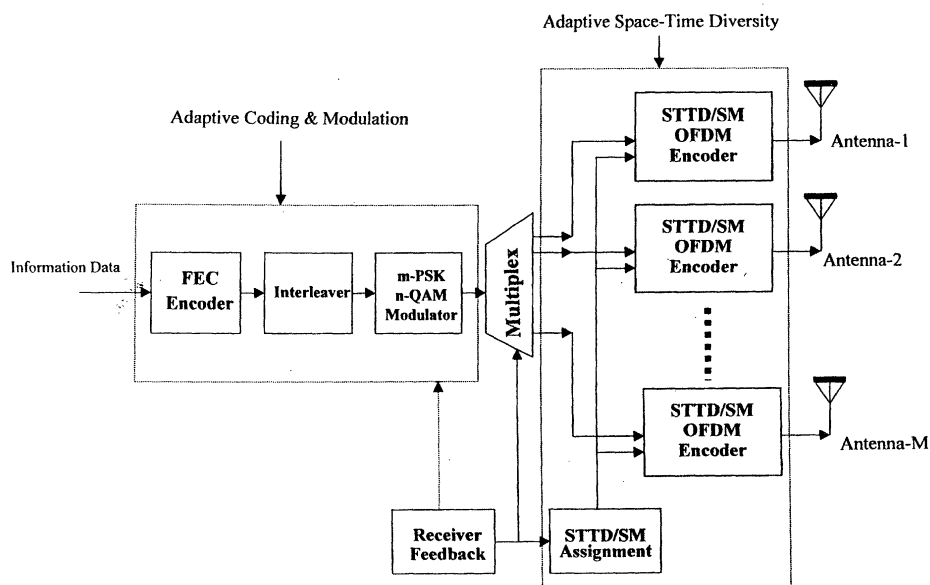 Adaptive Space-Time Diversity
Adaptive Coding & Modulation
STTD/SM
OFDM
Encoder
Antenna-1
Information Data
FEC
Encoder
Interleaver
m-PSK
n-QAM
Modulator
Multiplex
STTD/SM
OFDM
Encoder
Antenna-2
STTD/SM
OFDM
Encoder
Antenna-M
Receiver
Feedback
STTD/SM
Assignment